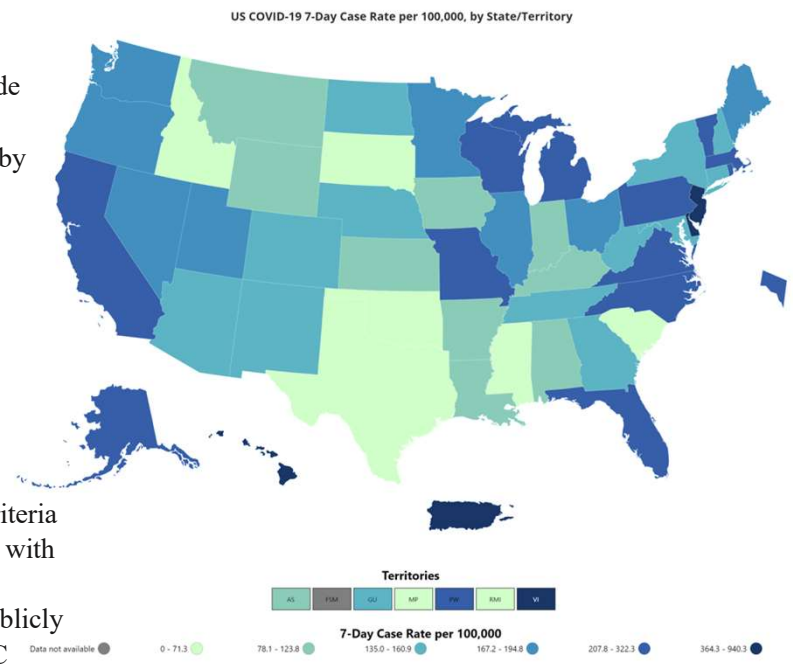 US COVID-19 7-Day Case Rate per 100,000, by State/Territory
de
by
iteria
with
blicly
C
Territories
AS FSM GU MP PW RMI VI
7-Day Case Rate per 100,000
Data not available 0 - 71.3 78.1 - 123.8 135.0 - 160.9 167.2 - 194.8 207.8 - 322.3 364.3 - 940.3